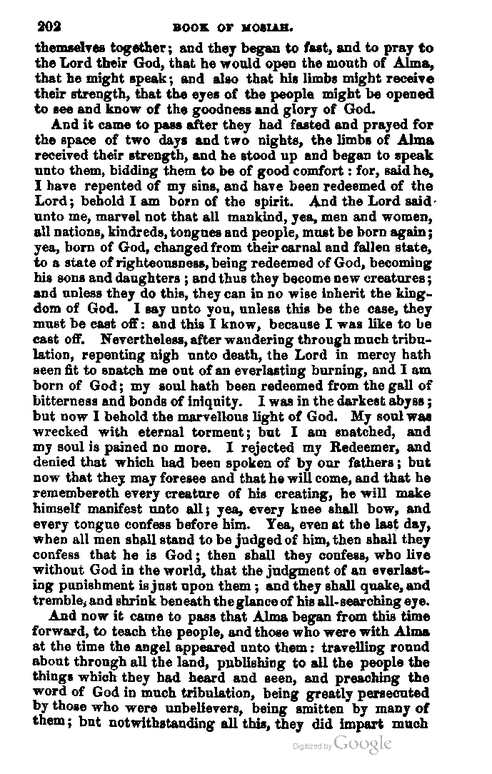 202 BOOK OF MOSIAH.
themselves together; and they began to fast, and to pray to
the Lord their God, that he would open the mouth of Alma,
that he might speak; and also that his limbs might receive
their strength, that the eyes of the people might be opened
to see and know of the goodness and glory of God.
And it came to pass after they had fasted and prayed for
the space of two days and two nights, the limbs of Alma
received their strength, and he stood up and began to speak
unto them, bidding them to be of good comfort: for, said he,
I have repented of my sins, and have been redeemed of the
Lord; behold I am born of the spirit. And the Lord said
unto me, marvel not that all mankind, yea, men and women,
all nations, kindreds, tongues and people, must be born again;
yea, born of God, changed from their carnal and fallen state,
to a state of righteousness, being redeemed of God, becoming
his sons and daughters; and thus they become new creatures;
and unless they do this, they can in no wise inherit the king-
dom of God. I say unto you, unless this be the case, they
must be cast off: and this I know, because I was like to be
cast off. Nevertheless, after wandering through much tribu-
lation, repenting nigh unto death, the Lord in mercy hath
seen fit to snatch me out of an everlasting burning, and I am
born of God; my soul hath been redeemed from the gall of
bitterness and bonds of iniquity. I was in the darkest abyss;
but now I behold the marvellous light of God. My soul was
wrecked with eternal torment; but I am snatched, and
my soul is pained no more. I rejected my Redeemer, and
denied that which had been spoken of by our fathers; but
now that they may foresee and that he will come, and that he
remembereth every creature of his creating, he will make
himself manifest unto all; yea, every knee shall bow, and
every tongue confess before him. Yea, even at the last day,
when all men shall stand to be judged of him, then shall they
confess that he is God; then shall they confess, who live
without God in the world, that the judgment of an everlast-
ing punishment is just upon them; and they shall quake, and
tremble, and shrink beneath the glance of his all-searching eye.
And now it came to pass that Alma began from this time
forward, to teach the people, and those who were with Alma
at the time the angel appeared unto them: travelling round
about through all the land, publishing to all the people the
things which they had heard and seen, and preaching the
word of God in much tribulation, being greatly persecuted
by those who were unbelievers, being smitten by many of
them; but notwithstanding all this, they did impart much
Digitized by Google